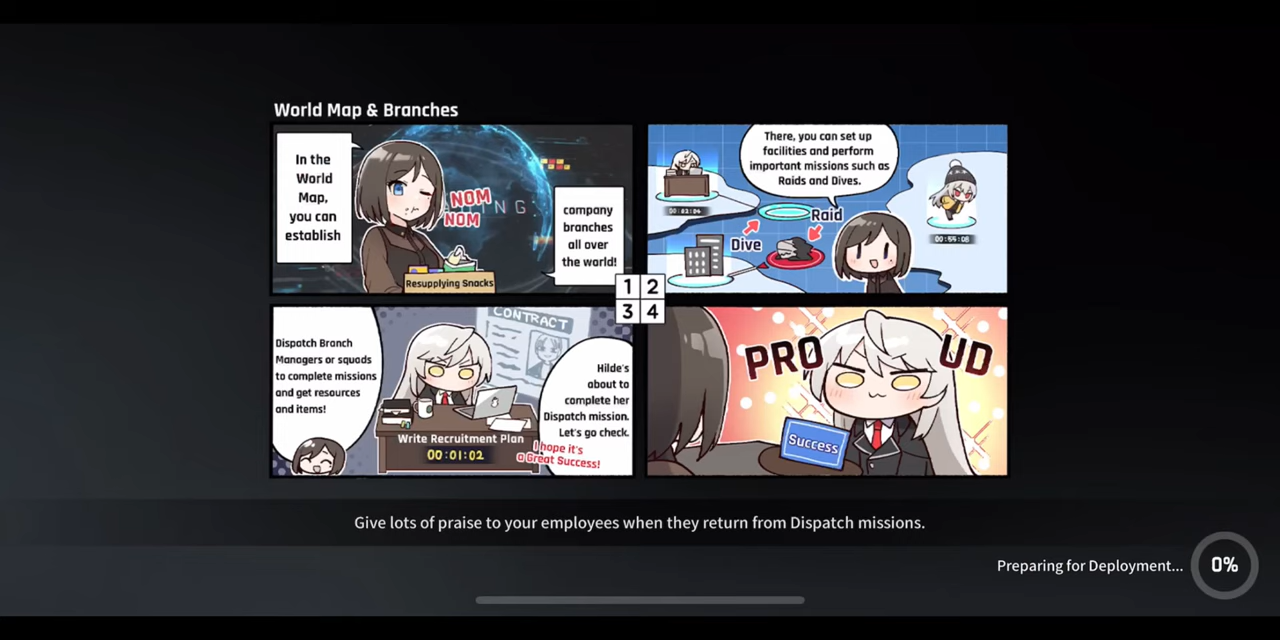 World Map & Branches
In the
World
Map,
you can
establish
NOM
NOM
company
branches
all over
the world!
Resupplying Snacks
There, you can set up
facilities and perform
important missions such as
Raids and Dives.
00:55:08
Raid
Dive
1 2
3 4
Dispatch Branch
Managers or squads
to complete missions
and get resources
and items!
CONTRACT
Hilde's
about to
complete her
Dispatch mission.
Let's go check.
I hope it's
a Great Success!
Write Recruitment Plan
00:01:02
PROUD
Success
Give lots of praise to your employees when they return from Dispatch missions.
Preparing for Deployment... 0%